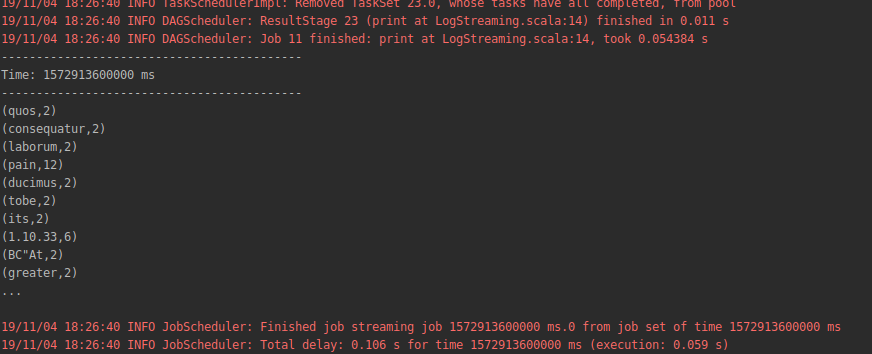 19/11/04 18:26:40 INFO TaskSchedulerImpl: Removed TaskSet 23.0, whose tasks have all completed, from pool
19/11/04 18:26:40 INFO DAGScheduler: ResultStage 23 (print at LogStreaming.scala:14) finished in 0.011 s
19/11/04 18:26:40 INFO DAGScheduler: Job 11 finished: print at LogStreaming.scala:14, took 0.054384 s
-------------------------------------------
Time: 1572913600000 ms
-------------------------------------------
(quos,2)
(consequatur,2)
(laborum,2)
(pain,12)
(ducimus,2)
(tobe,2)
(its,2)
(1.10.33,6)
(BC"At,2)
(greater,2)
...
19/11/04 18:26:40 INFO JobScheduler: Finished job streaming job 1572913600000 ms.0 from job set of time 1572913600000 ms
19/11/04 18:26:40 INFO JobScheduler: Total delay: 0.106 s for time 1572913600000 ms (execution: 0.059 s)